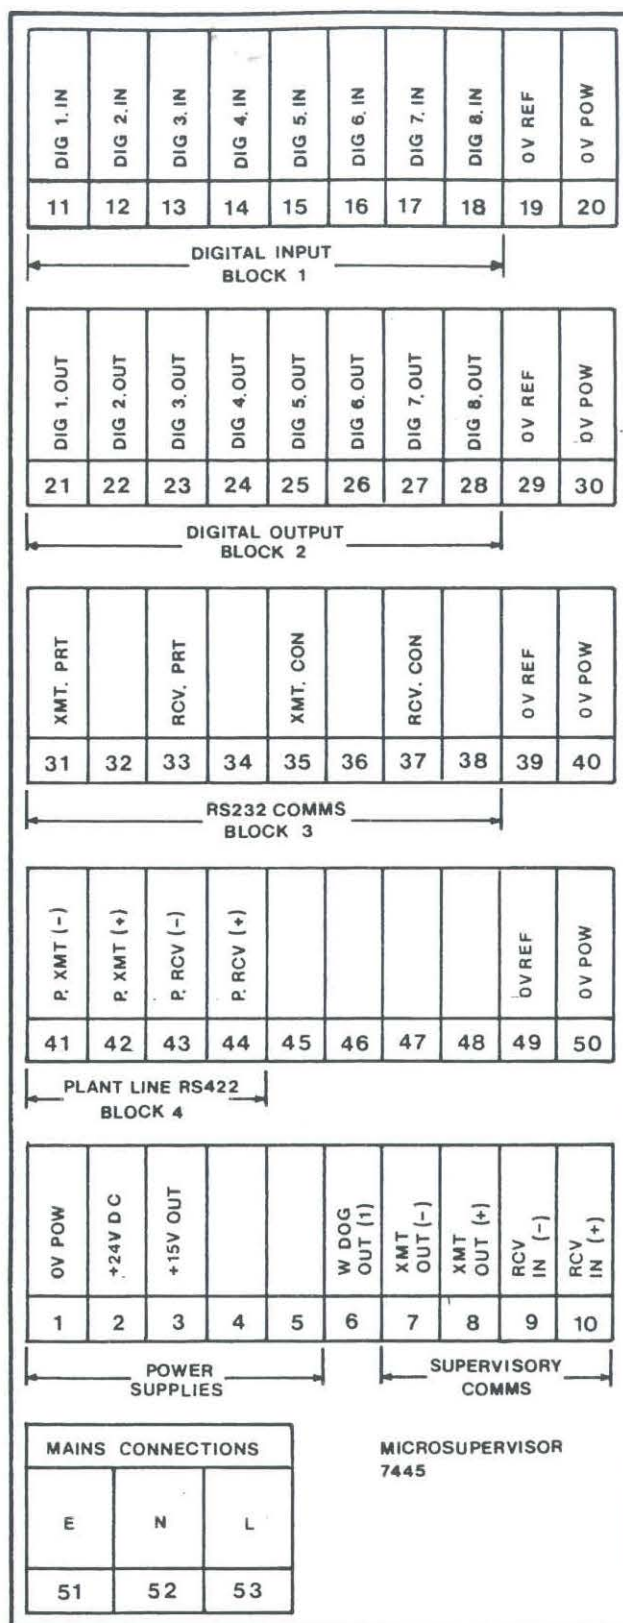 DIG 1. IN DIG 2. IN DIG 3. IN DIG 4. IN DIG 5. IN DIG 6. IN DIG 7. IN DIG 8. IN 0V REF 0V POW
11 12 13 14 15 16 17 18 19 20
DIGITAL INPUT
BLOCK 1
DIG 1. OUT DIG 2. OUT DIG 3. OUT DIG 4. OUT DIG 5. OUT DIG 6. OUT DIG 7. OUT DIG 8. OUT 0V REF 0V POW
21 22 23 24 25 26 27 28 29 30
DIGITAL OUTPUT
BLOCK 2
XMT. PRT RCV. PRT XMT. CON RCV. CON 0V REF 0V POW
31 32 33 34 35 36 37 38 39 40
RS232 COMMS
BLOCK 3
P. XMT (-) P. XMT (+) P. RCV (-) P. RCV (+) 0V REF 0V POW
41 42 43 44 45 46 47 48 49 50
PLANT LINE RS422
BLOCK 4
0V POW +24V DC +15V OUT W DOG OUT (1) XMT OUT (-) XMT OUT (+) RCV IN (-) RCV IN (+)
1 2 3 4 5 6 7 8 9 10
POWER SUPPLIES
SUPERVISORY COMMS
MAINS CONNECTIONS
E N L
51 52 53
MICROSUPERVISOR
7445